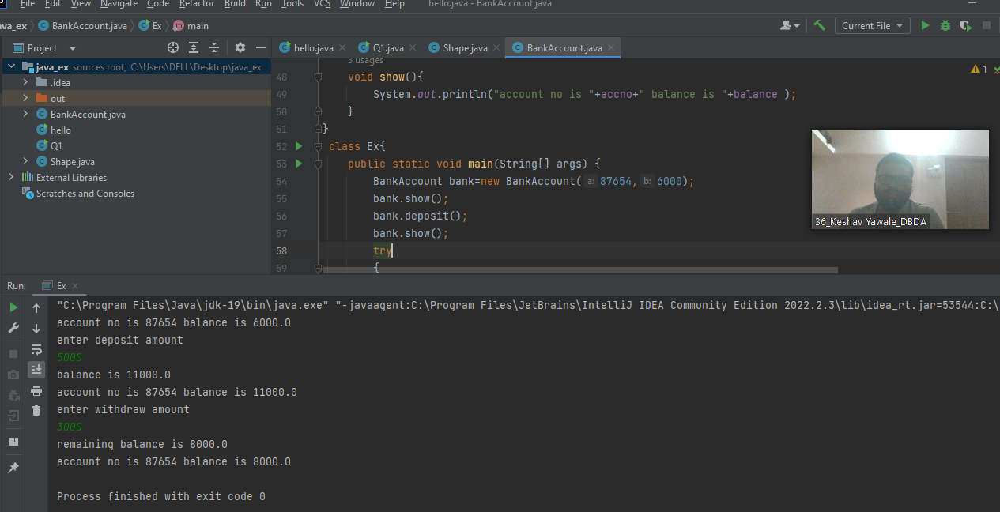 File Edit View Navigate Code Refactor Build Run Tools VCS Window Help hello.java - BankAccount.java
BankAccount.java Ex main
Current File
Project
hello.java Q1.java Shape.java BankAccount.java
java_ex sources root, C:\Users\DELL\Desktop\java_ex
.idea
out
BankAccount.java
hello
Q1
Shape.java
External Libraries
Scratches and Consoles
3 usages
1
48 void show(){
49 System.out.println("account no is "+accno+" balance is "+balance );
50 }
51 }
52 class Ex{
53 public static void main(String[] args) {
54 BankAccount bank=new BankAccount( a: 87654, b: 6000);
55 bank.show();
56 bank.deposit();
57 bank.show();
58 try
59 {
36_Keshav Yawale_DBDA
Run: Ex
"C:\Program Files\Java\jdk-19\bin\java.exe" "-javaagent:C:\Program Files\JetBrains\IntelliJ IDEA Community Edition 2022.2.3\lib\idea_rt.jar=53544:C:\
account no is 87654 balance is 6000.0
enter deposit amount
5000
balance is 11000.0
account no is 87654 balance is 11000.0
enter withdraw amount
3000
remaining balance is 8000.0
account no is 87654 balance is 8000.0
Process finished with exit code 0